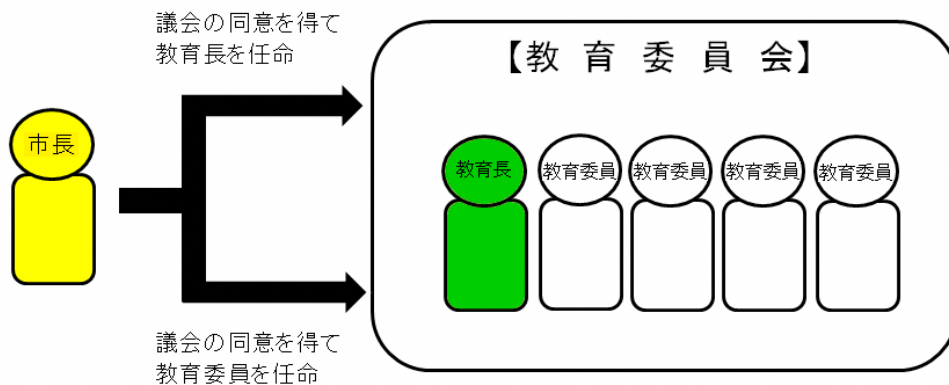 議会の同意を得て
教育長を任命
【教育委員会】
市長
教育長
教育委員
教育委員
教育委員
教育委員
議会の同意を得て
教育委員を任命